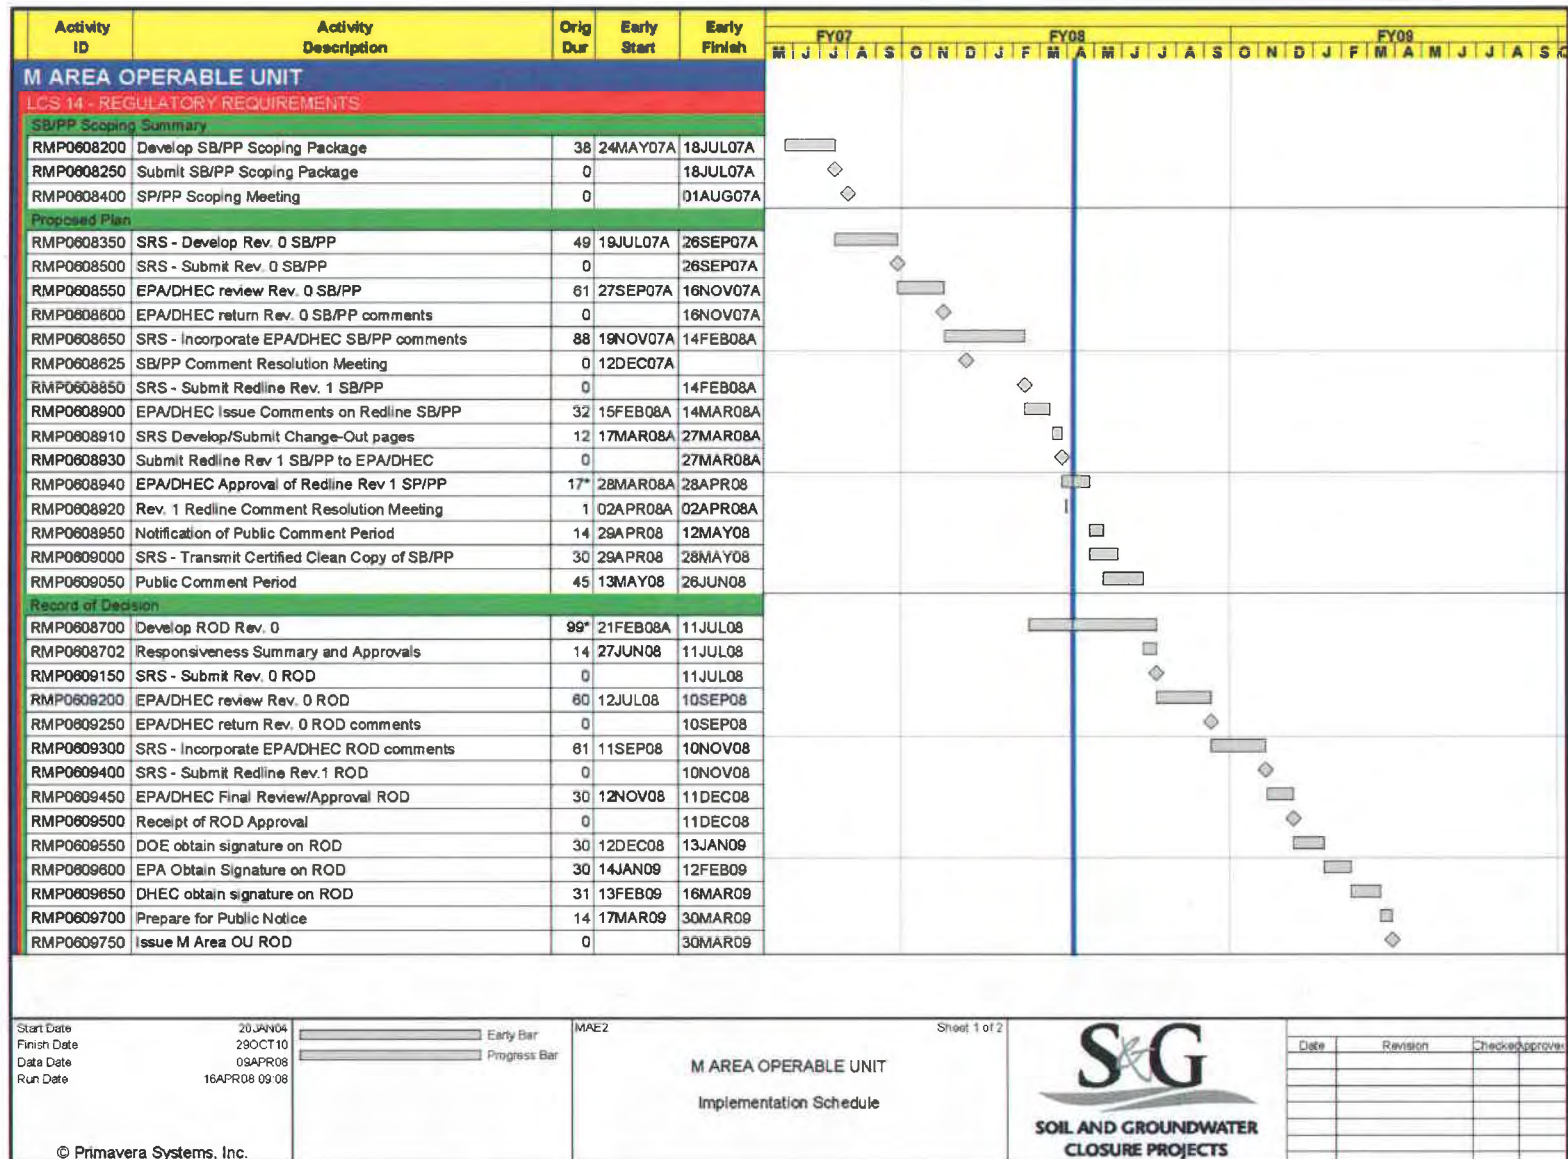 Activity ID Activity Description Orig Dur Early Start Early Finish
FY07 FY08 FY09
M J J A S O N D J F M A M J J A S O N D J F M A M J J A S O
M AREA OPERABLE UNIT
LCS 14 - REGULATORY REQUIREMENTS
SB/PP Scoping Summary
RMP0608200 Develop SB/PP Scoping Package 38 24MAY07A 18JUL07A
RMP0608250 Submit SB/PP Scoping Package 0 18JUL07A
RMP0608400 SP/PP Scoping Meeting 0 01AUG07A
Proposed Plan
RMP0608350 SRS - Develop Rev. 0 SB/PP 49 19JUL07A 26SEP07A
RMP0608500 SRS - Submit Rev. 0 SB/PP 0 26SEP07A
RMP0608550 EPA/DHEC review Rev. 0 SB/PP 61 27SEP07A 16NOV07A
RMP0608600 EPA/DHEC return Rev. 0 SB/PP comments 0 16NOV07A
RMP0608650 SRS - Incorporate EPA/DHEC SB/PP comments 88 19NOV07A 14FEB08A
RMP0608625 SB/PP Comment Resolution Meeting 0 12DEC07A
RMP0608850 SRS - Submit Redline Rev. 1 SB/PP 0 14FEB08A
RMP0608900 EPA/DHEC Issue Comments on Redline SB/PP 32 15FEB08A 14MAR08A
RMP0608910 SRS Develop/Submit Change-Out pages 12 17MAR08A 27MAR08A
RMP0608930 Submit Redline Rev 1 SB/PP to EPA/DHEC 0 27MAR08A
RMP0608940 EPA/DHEC Approval of Redline Rev 1 SP/PP 17* 28MAR08A 28APR08
RMP0608920 Rev. 1 Redline Comment Resolution Meeting 1 02APR08A 02APR08A
RMP0608950 Notification of Public Comment Period 14 29APR08 12MAY08
RMP0609000 SRS - Transmit Certified Clean Copy of SB/PP 30 29APR08 28MAY08
RMP0609050 Public Comment Period 45 13MAY08 26JUN08
Record of Decision
RMP0608700 Develop ROD Rev. 0 99* 21FEB08A 11JUL08
RMP0608702 Responsiveness Summary and Approvals 14 27JUN08 11JUL08
RMP0609150 SRS - Submit Rev. 0 ROD 0 11JUL08
RMP0609200 EPA/DHEC review Rev. 0 ROD 60 12JUL08 10SEP08
RMP0609250 EPA/DHEC return Rev. 0 ROD comments 0 10SEP08
RMP0609300 SRS - Incorporate EPA/DHEC ROD comments 61 11SEP08 10NOV08
RMP0609400 SRS - Submit Redline Rev.1 ROD 0 10NOV08
RMP0609450 EPA/DHEC Final Review/Approval ROD 30 12NOV08 11DEC08
RMP0609500 Receipt of ROD Approval 0 11DEC08
RMP0609550 DOE obtain signature on ROD 30 12DEC08 13JAN09
RMP0609600 EPA Obtain Signature on ROD 30 14JAN09 12FEB09
RMP0609650 DHEC obtain signature on ROD 31 13FEB09 16MAR09
RMP0609700 Prepare for Public Notice 14 17MAR09 30MAR09
RMP0609750 Issue M Area OU ROD 0 30MAR09
Start Date 20JAN04
Finish Date 29OCT10
Data Date 09APR08
Run Date 16APR08 09:08
© Primavera Systems, Inc.
Early Bar
Progress Bar
MAE2 Sheet 1 of 2
M AREA OPERABLE UNIT
Implementation Schedule
S&G
SOIL AND GROUNDWATER
CLOSURE PROJECTS
Date Revision Checked Approved